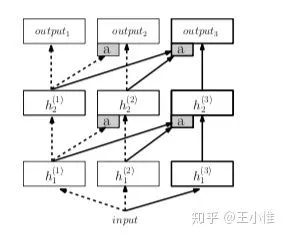 output₁ output₂ output₃
a a
h₂⁽¹⁾ h₂⁽²⁾ h₂⁽³⁾
a a
h₁⁽¹⁾ h₁⁽²⁾ h₁⁽³⁾
input
知乎 @王小惟